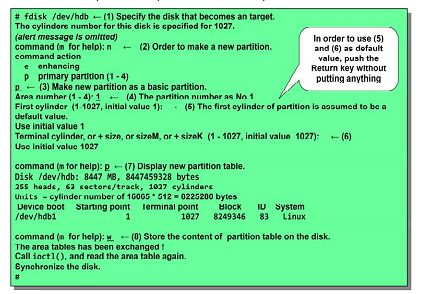 # fdisk /dev/hdb ← (1) Specify the disk that becomes an target.
The cylinders number for this disk is specified for 1027.
(alert message is omitted)
command (m for help): n ← (2) Order to make a new partition.
command action
e enhancing
p primary partition (1 - 4)
p ← (3) Make new partition as a basic partition.
Area number (1 - 4): 1 ← (4) The partition number as No.1
First cylinder (1-1027, initial value 1): ← (5) The first cylinder of partition is assumed to be a
default value.
Use initial value 1
Terminal cylinder, or + size, or sizeM, or + sizeK (1 - 1027, initial value 1027): ← (6)
Use initial value 1027
command (m for help): p ← (7) Display new partition table.
Disk /dev/hdb: 8447 MB, 8447459328 bytes
255 heads, 63 sectors/track, 1027 cylinders
Units = cylinder number of 16065 * 512 = 8225280 bytes
Device boot Starting point Terminal point Block ID System
/dev/hdb1 1 1027 8249346 83 Linux
command (m for help): w ← (8) Store the content of partition table on the disk.
The area tables has been exchanged !
Call ioctl(), and read the area table again.
Synchronize the disk.
#
In order to use (5)
and (6) as default
value, push the
Return key without
putting anything